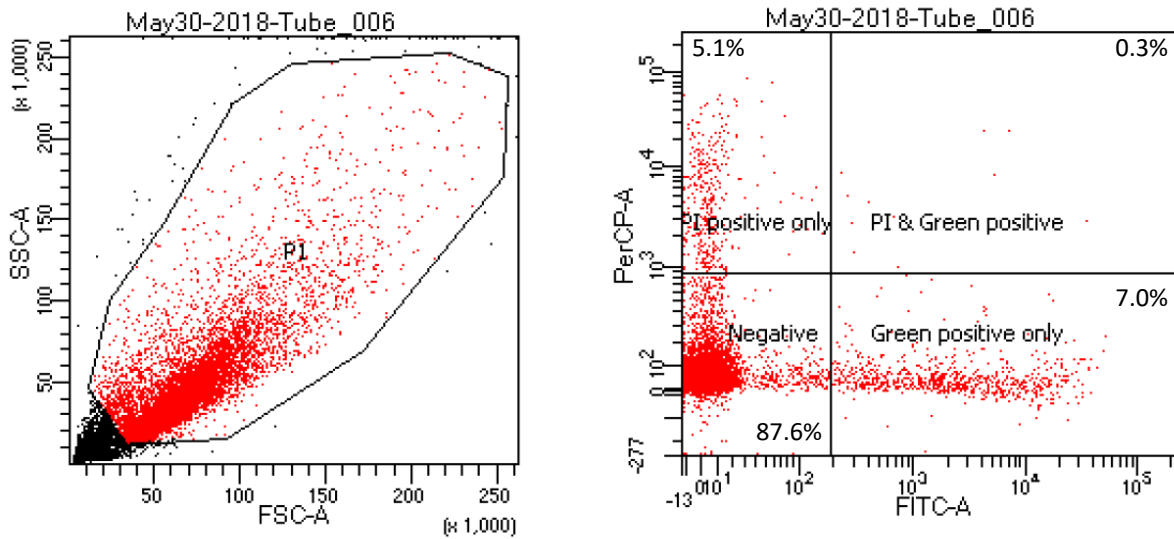 May30-2018-Tube_006
(x 1,000)
250
200
150
100
50
SSC-A
P1
50
100
150
200
250
FSC-A
(x 1,000)
May30-2018-Tube_006
5.1%
0.3%
10^5
10^4
10^3
10^2
0
-277
PerCP-A
PI positive only
PI & Green positive
7.0%
Negative
Green positive only
87.6%
-13 0 10^1
10^2
10^3
10^4
10^5
FITC-A